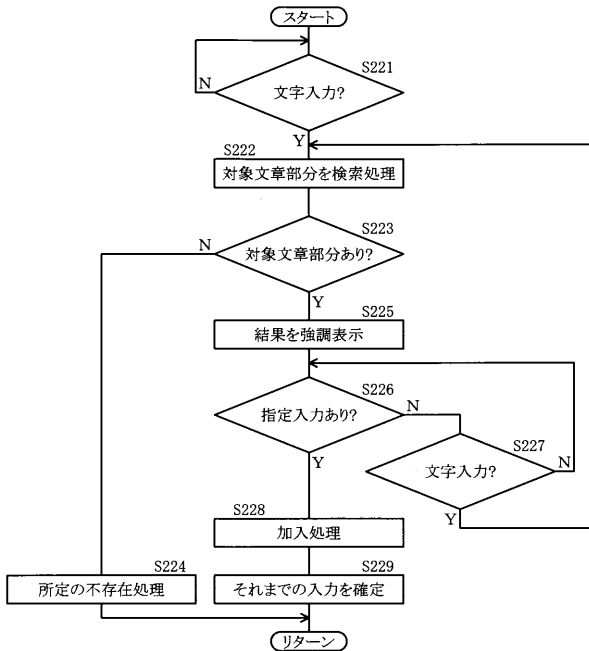 スタート
S221
文字入力?
N
Y
S222
対象文章部分を検索処理
S223
対象文章部分あり?
N
Y
S225
結果を強調表示
S226
指定入力あり?
N
Y
S227
文字入力?
N
Y
S228
加入処理
S224
所定の不存在処理
S229
それまでの入力を確定
リターン